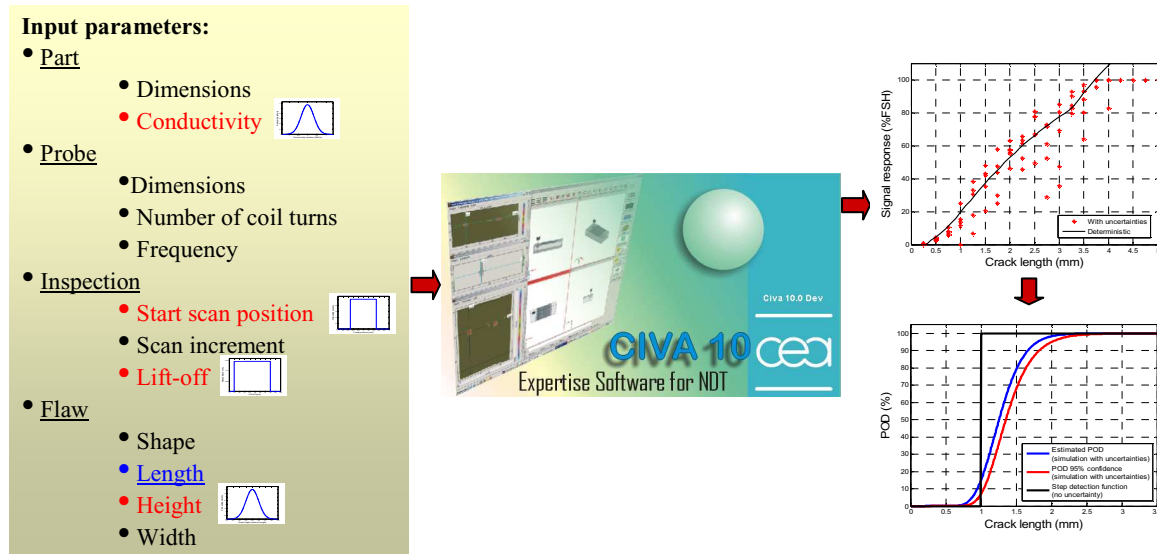 Input parameters:
• Part
• Dimensions
• Conductivity
• Probe
•Dimensions
• Number of coil turns
• Frequency
• Inspection
• Start scan position
• Scan increment
• Lift-off
• Flaw
• Shape
• Length
• Height
• Width
Civa 10.0 Dev
CIVA 10
cea
Expertise Software for NDT
Signal response (%FSH)
100
80
60
40
20
0
0 0.5 1 1.5 2 2.5 3 3.5 4 4.5 5
Crack length (mm)
With uncertainties
Deterministic
POD (%)
100
90
80
70
60
50
40
30
20
10
0
0 0.5 1 1.5 2 2.5 3 3.5
Crack length (mm)
Estimated POD
(simulation with uncertainties)
POD 95% confidence
(simulation with uncertainties)
Step detection function
(no uncertainty)